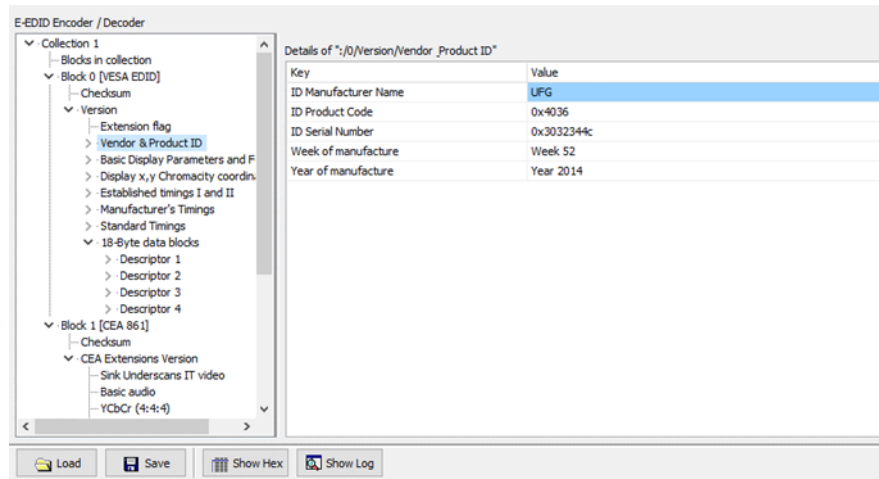 E-EDID Encoder / Decoder
Collection 1
Blocks in collection
Block 0 [VESA EDID]
Checksum
Version
Extension flag
Vendor & Product ID
Basic Display Parameters and F
Display x,y Chromacity coordin
Established timings I and II
Manufacturer's Timings
Standard Timings
18-Byte data blocks
Descriptor 1
Descriptor 2
Descriptor 3
Descriptor 4
Block 1 [CEA 861]
Checksum
CEA Extensions Version
Sink Underscans IT video
Basic audio
YCbCr (4:4:4)
Details of ":/0/Version/Vendor _Product ID"
Key Value
ID Manufacturer Name UFG
ID Product Code 0x4036
ID Serial Number 0x3032344c
Week of manufacture Week 52
Year of manufacture Year 2014
Load Save Show Hex Show Log